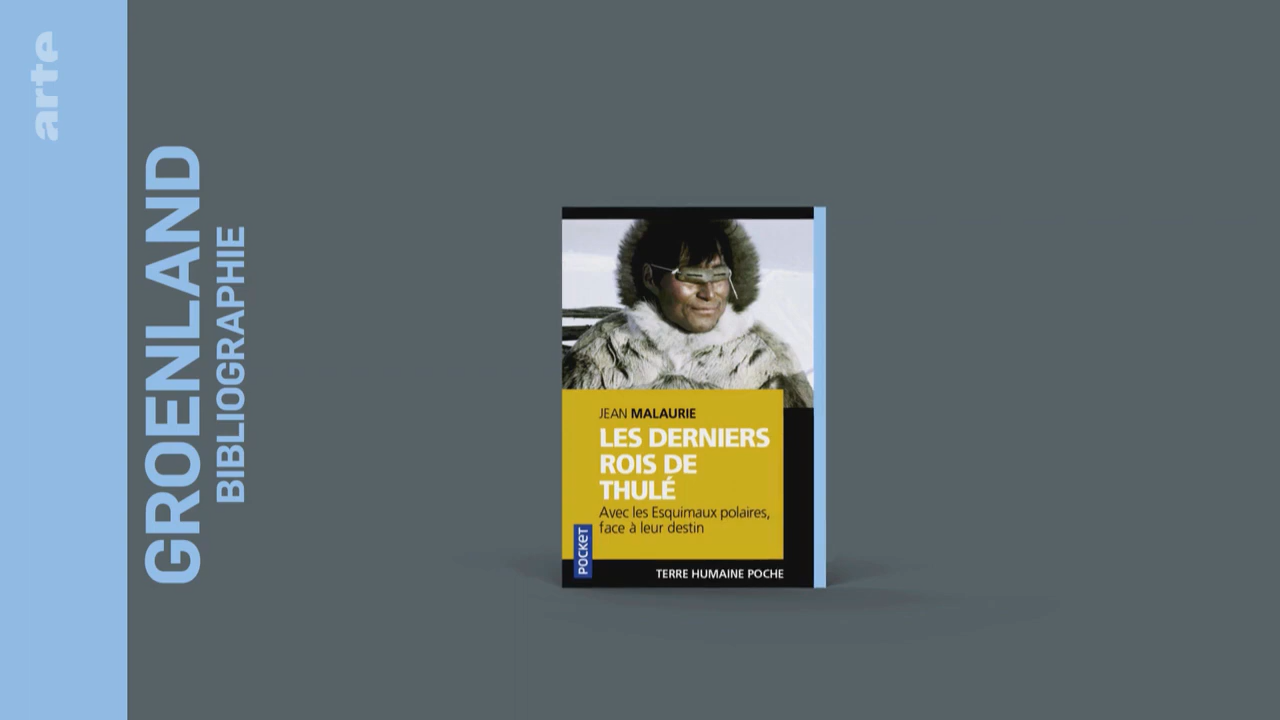 arte
GROENLAND
BIBLIOGRAPHIE
JEAN MALAURIE
LES DERNIERS
ROIS DE
THULÉ
Avec les Esquimaux polaires,
face à leur destin
POCKET
TERRE HUMAINE POCHE